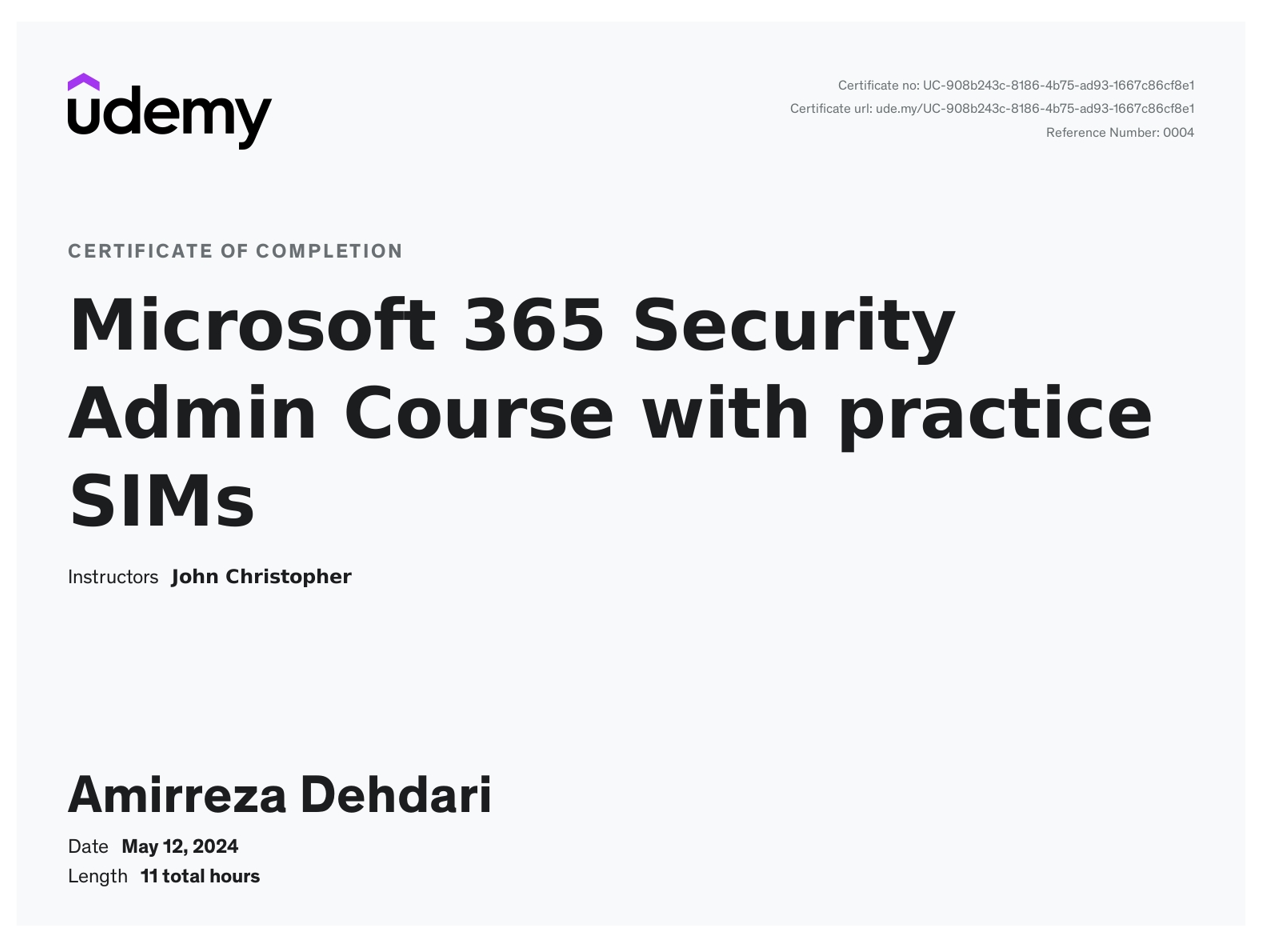 udemy
Certificate no: UC-908b243c-8186-4b75-ad93-1667c86cf8e1
Certificate url: ude.my/UC-908b243c-8186-4b75-ad93-1667c86cf8e1
Reference Number: 0004
CERTIFICATE OF COMPLETION
Microsoft 365 Security
Admin Course with practice
SIMs
Instructors John Christopher
Amirreza Dehdari
Date May 12, 2024
Length 11 total hours